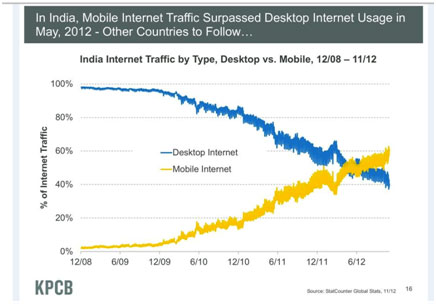 In India, Mobile Internet Traffic Surpassed Desktop Internet Usage in
May, 2012 - Other Countries to Follow…
India Internet Traffic by Type, Desktop vs. Mobile, 12/08 – 11/12
% of Internet Traffic
100%
80%
60%
40%
20%
0%
Desktop Internet
Mobile Internet
12/08 6/09 12/09 6/10 12/10 6/11 12/11 6/12
KPCB
Source: StatCounter Global Stats, 11/12
16